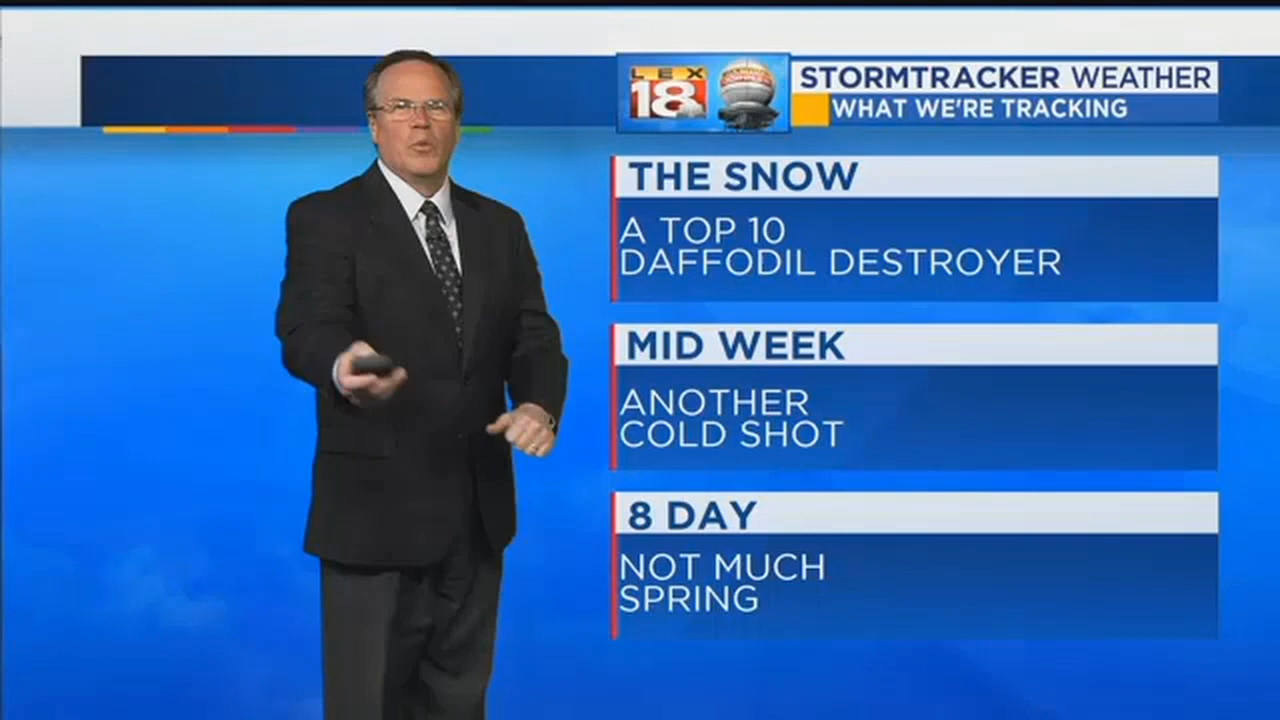 LEX
18
STORMTRACKER WEATHER
WHAT WE'RE TRACKING
THE SNOW
A TOP 10
DAFFODIL DESTROYER
MID WEEK
ANOTHER
COLD SHOT
8 DAY
NOT MUCH
SPRING